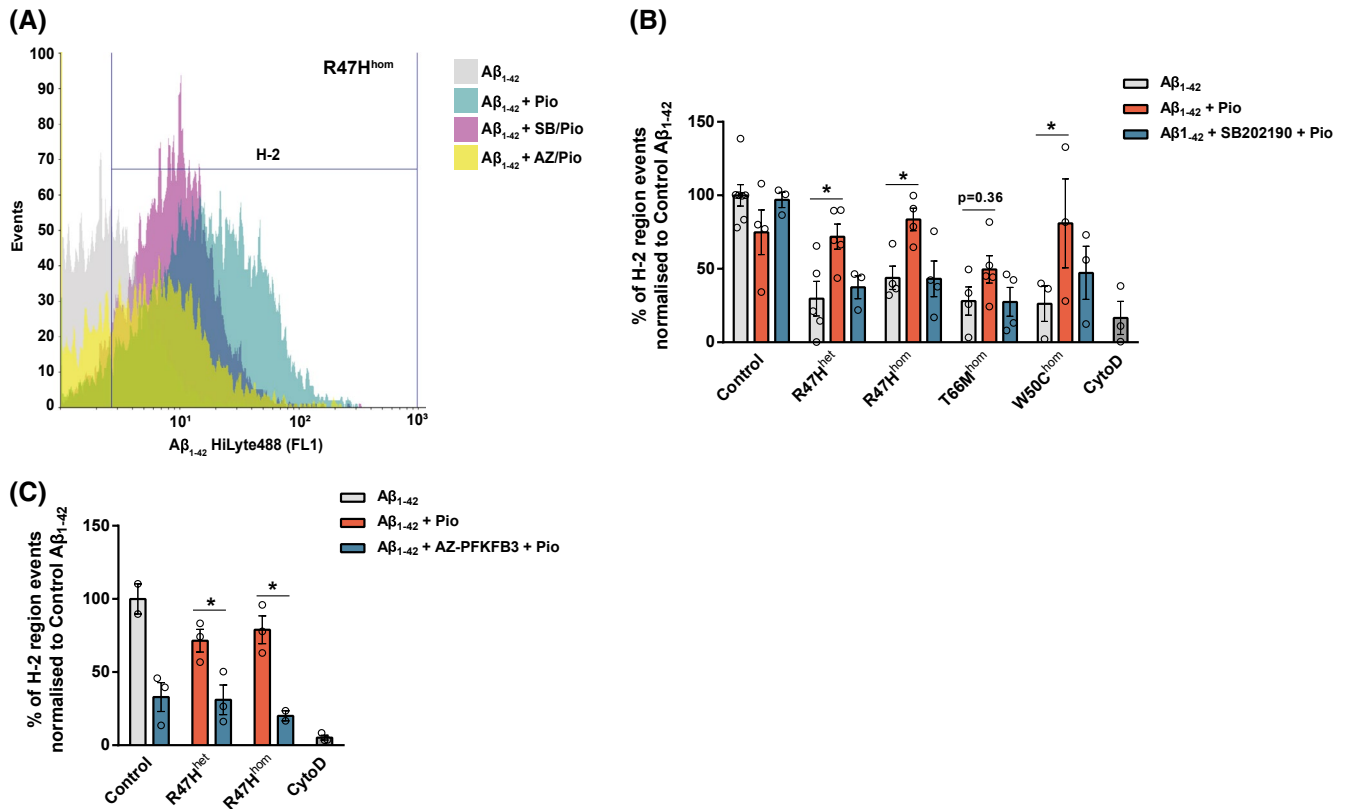 (A)
R47Hhom
H-2
Events
100
90
80
70
60
50
40
30
20
10
0
10¹
10²
10³
Aβ₁₋₄₂ HiLyte488 (FL1)
Aβ₁₋₄₂
Aβ₁₋₄₂ + Pio
Aβ₁₋₄₂ + SB/Pio
Aβ₁₋₄₂ + AZ/Pio
(B)
Aβ₁₋₄₂
Aβ₁₋₄₂ + Pio
Aβ1₋₄₂ + SB202190 + Pio
% of H-2 region events
normalised to Control Aβ₁₋₄₂
150
100
50
0
*
*
p=0.36
*
Control
R47Hhet
R47Hhom
T66Mhom
W50Chom
CytoD
(C)
Aβ₁₋₄₂
Aβ₁₋₄₂ + Pio
Aβ₁₋₄₂ + AZ-PFKFB3 + Pio
% of H-2 region events
normalised to Control Aβ₁₋₄₂
150
100
50
0
*
*
Control
R47Hhet
R47Hhom
CytoD